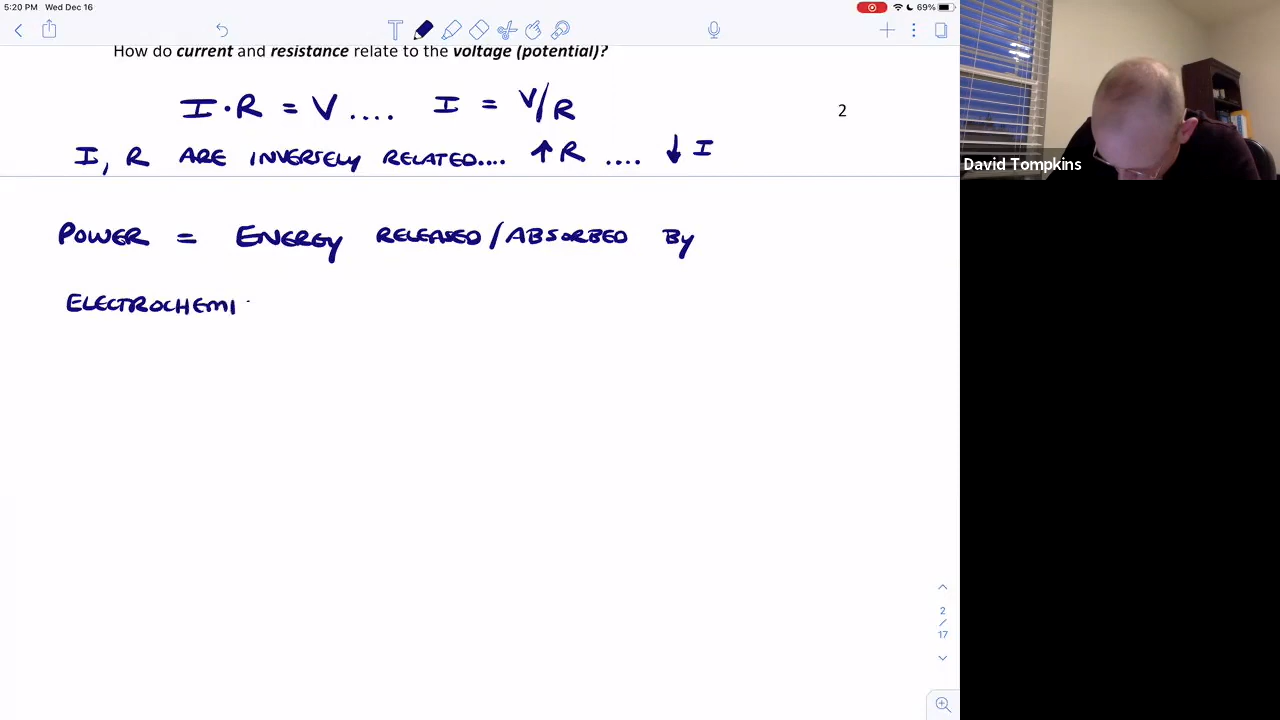 5:20 PM Wed Dec 16
69%
How do current and resistance relate to the voltage (potential)?
I · R = V .... I = V/R
2
I, R ARE INVERSELY RELATED.... ↑ R .... ↓ I
David Tompkins
POWER = ENERGY RELEASED/ABSORBED BY
ELECTROCHEMI
2
/
17